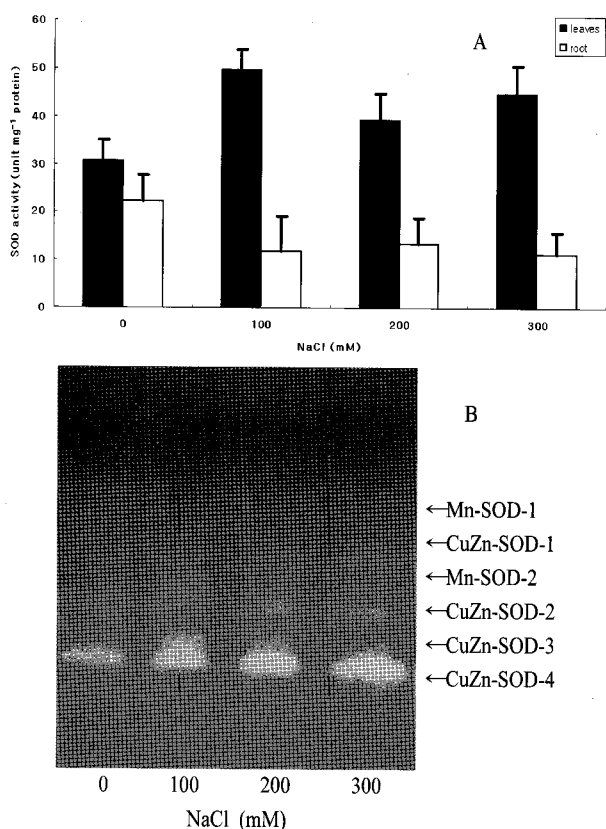 A
leaves
root
SOD activity (unit mg⁻¹ protein)
60
50
40
30
20
10
0
0 100 200 300
NaCl (mM)
B
←Mn-SOD-1
←CuZn-SOD-1
←Mn-SOD-2
←CuZn-SOD-2
←CuZn-SOD-3
←CuZn-SOD-4
0 100 200 300
NaCl (mM)